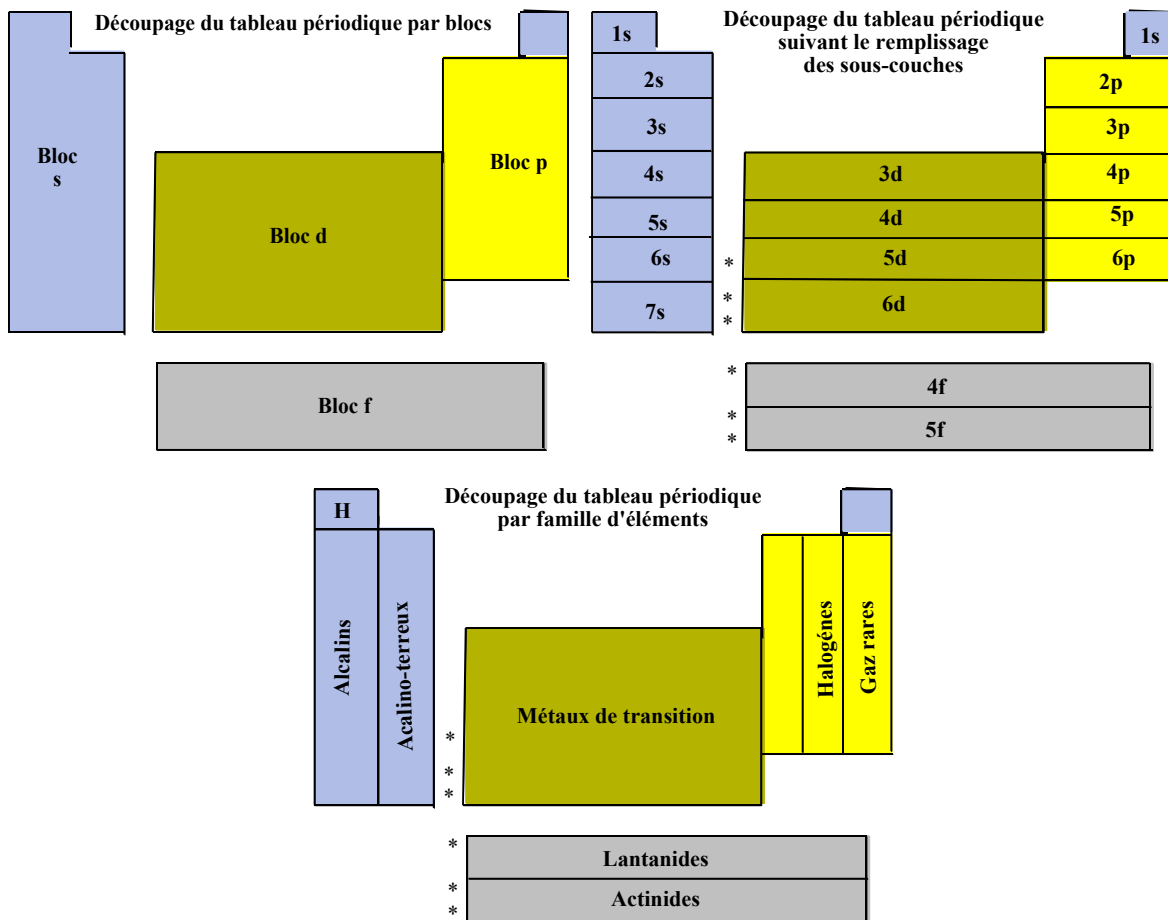 Découpage du tableau périodique par blocs
Bloc
s
Bloc d
Bloc p
Bloc f
Découpage du tableau périodique
suivant le remplissage
des sous-couches
1s
1s
2s
2p
3s
3p
4s
3d
4p
5s
4d
5p
6s
*
5d
6p
7s
*
*
6d
*
4f
*
*
5f
Découpage du tableau périodique
par famille d'éléments
H
Alcalins
Acalino-terreux
*
*
*
Métaux de transition
Halogénes
Gaz rares
*
Lantanides
*
*
Actinides